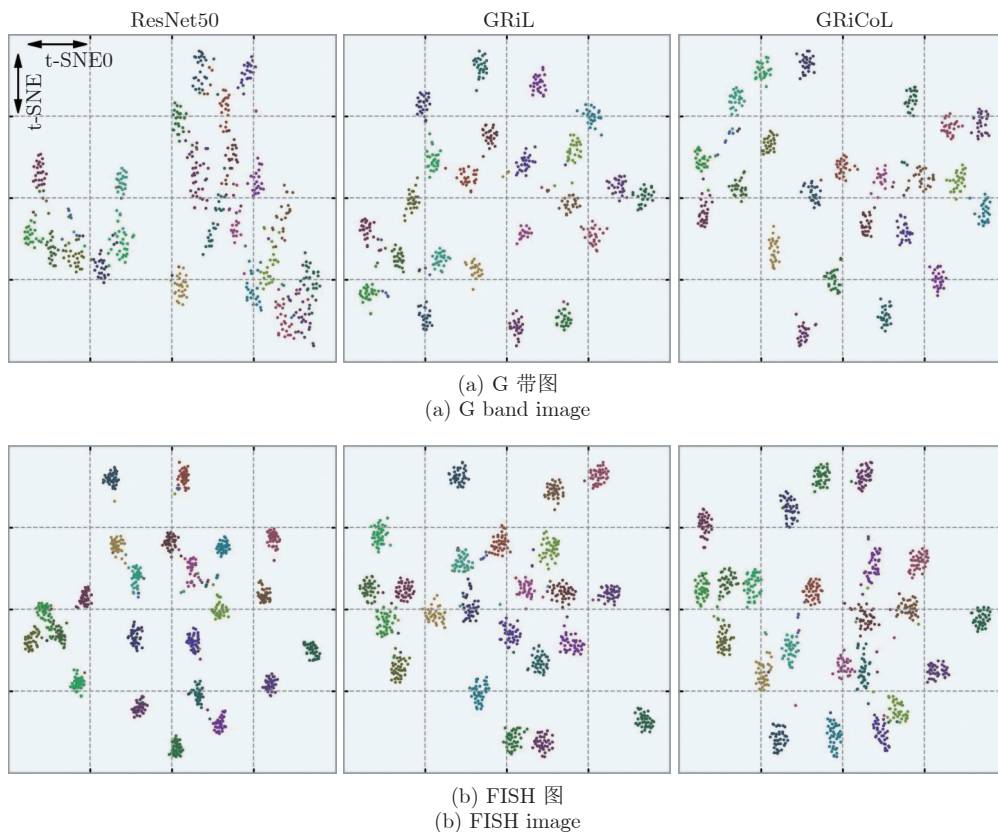 ResNet50
GRiL
GRiCoL
t-SNE0
t-SNE
(a) G 带图
(a) G band image
(b) FISH 图
(b) FISH image